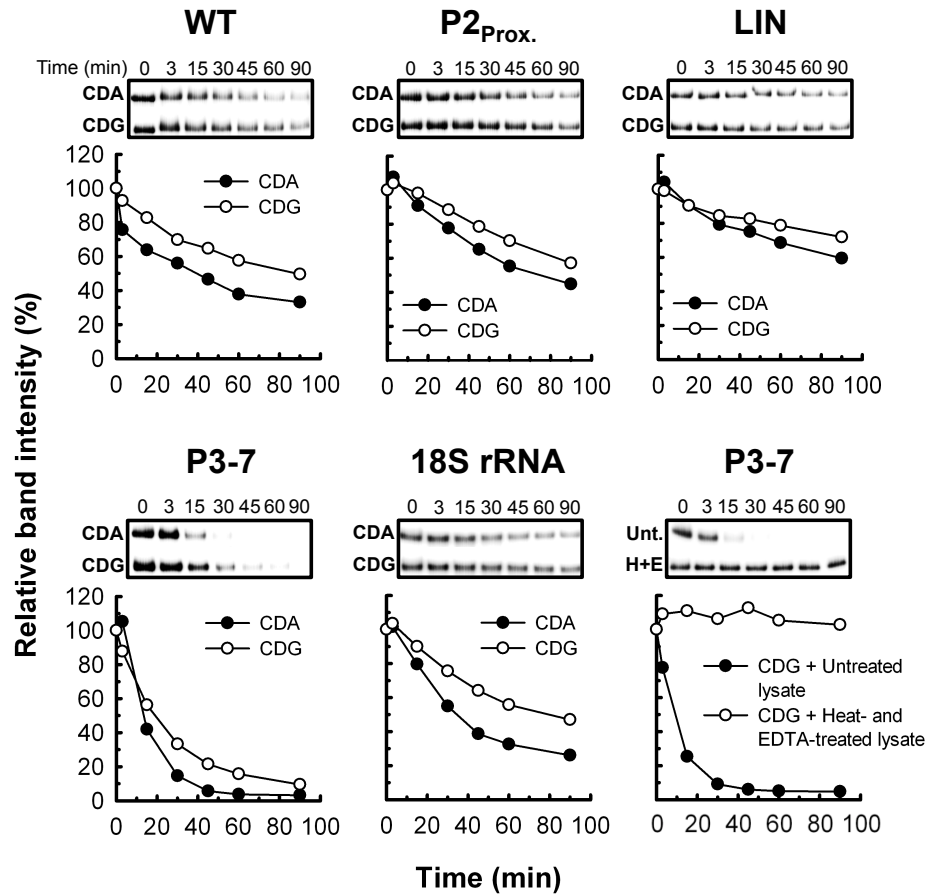 WT P2Prox. LIN
Time (min) 0 3 15 30 45 60 90 0 3 15 30 45 60 90 0 3 15 30 45 60 90
CDA CDA CDA
CDG CDG CDG
120
100
80
60
40
20
0
CDA
CDG
CDA
CDG
CDA
CDG
0 20 40 60 80 100 0 20 40 60 80 100 0 20 40 60 80 100
Relative band intensity (%)
P3-7 18S rRNA P3-7
0 3 15 30 45 60 90 0 3 15 30 45 60 90 0 3 15 30 45 60 90
CDA CDA Unt.
CDG CDG H+E
120
100
80
60
40
20
0
CDA
CDG
CDA
CDG
CDG + Untreated
lysate
CDG + Heat- and
EDTA-treated lysate
0 20 40 60 80 100 0 20 40 60 80 100 0 20 40 60 80 100
Time (min)